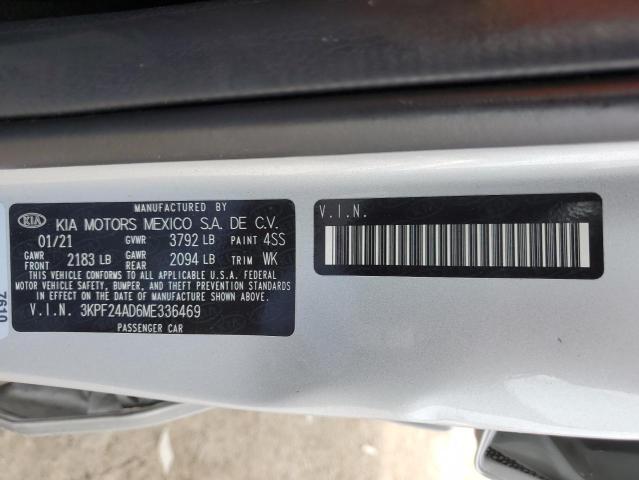 MANUFACTURED BY
KIA KIA MOTORS MEXICO S.A. DE C.V.
01/21 GVWR 3792 LB PAINT 4SS
GAWR FRONT 2183 LB GAWR REAR 2094 LB TRIM WK
THIS VEHICLE CONFORMS TO ALL APPLICABLE U.S.A. FEDERAL
MOTOR VEHICLE SAFETY, BUMPER, AND THEFT PREVENTION STANDARDS
IN EFFECT ON THE DATE OF MANUFACTURE SHOWN ABOVE.
V.I.N. 3KPF24AD6ME336469
PASSENGER CAR
V.I.N.
7610